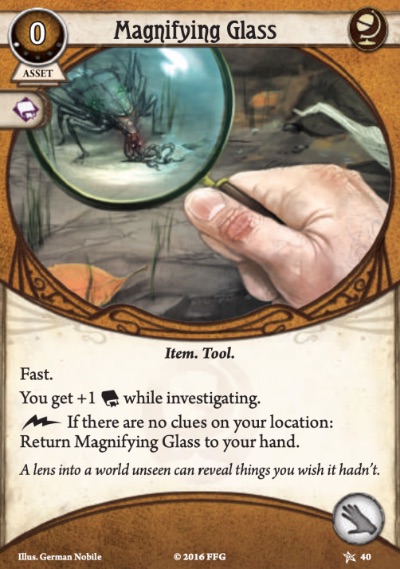 0
Magnifying Glass
ASSET
Item. Tool.
Fast.
You get +1 while investigating.
If there are no clues on your location:
Return Magnifying Glass to your hand.
A lens into a world unseen can reveal things you wish it hadn't.
Illus. German Nobile
© 2016 FFG
40